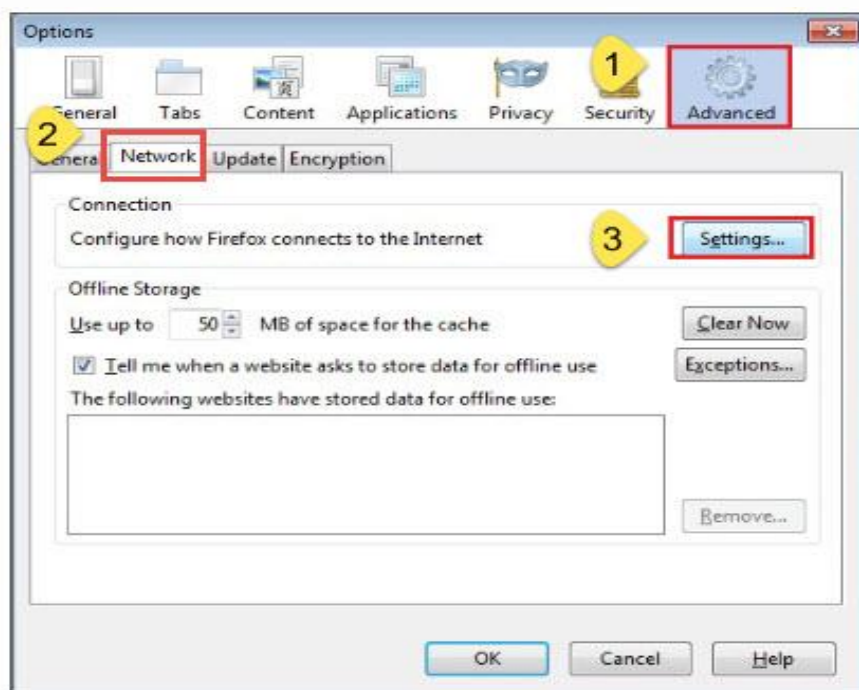 Options
1
General Tabs Content Applications Privacy Security Advanced
2
General Network Update Encryption
Connection
Configure how Firefox connects to the Internet 3 Settings...
Offline Storage
Use up to 50 MB of space for the cache Clear Now
Tell me when a website asks to store data for offline use Exceptions...
The following websites have stored data for offline use:
Remove...
OK Cancel Help